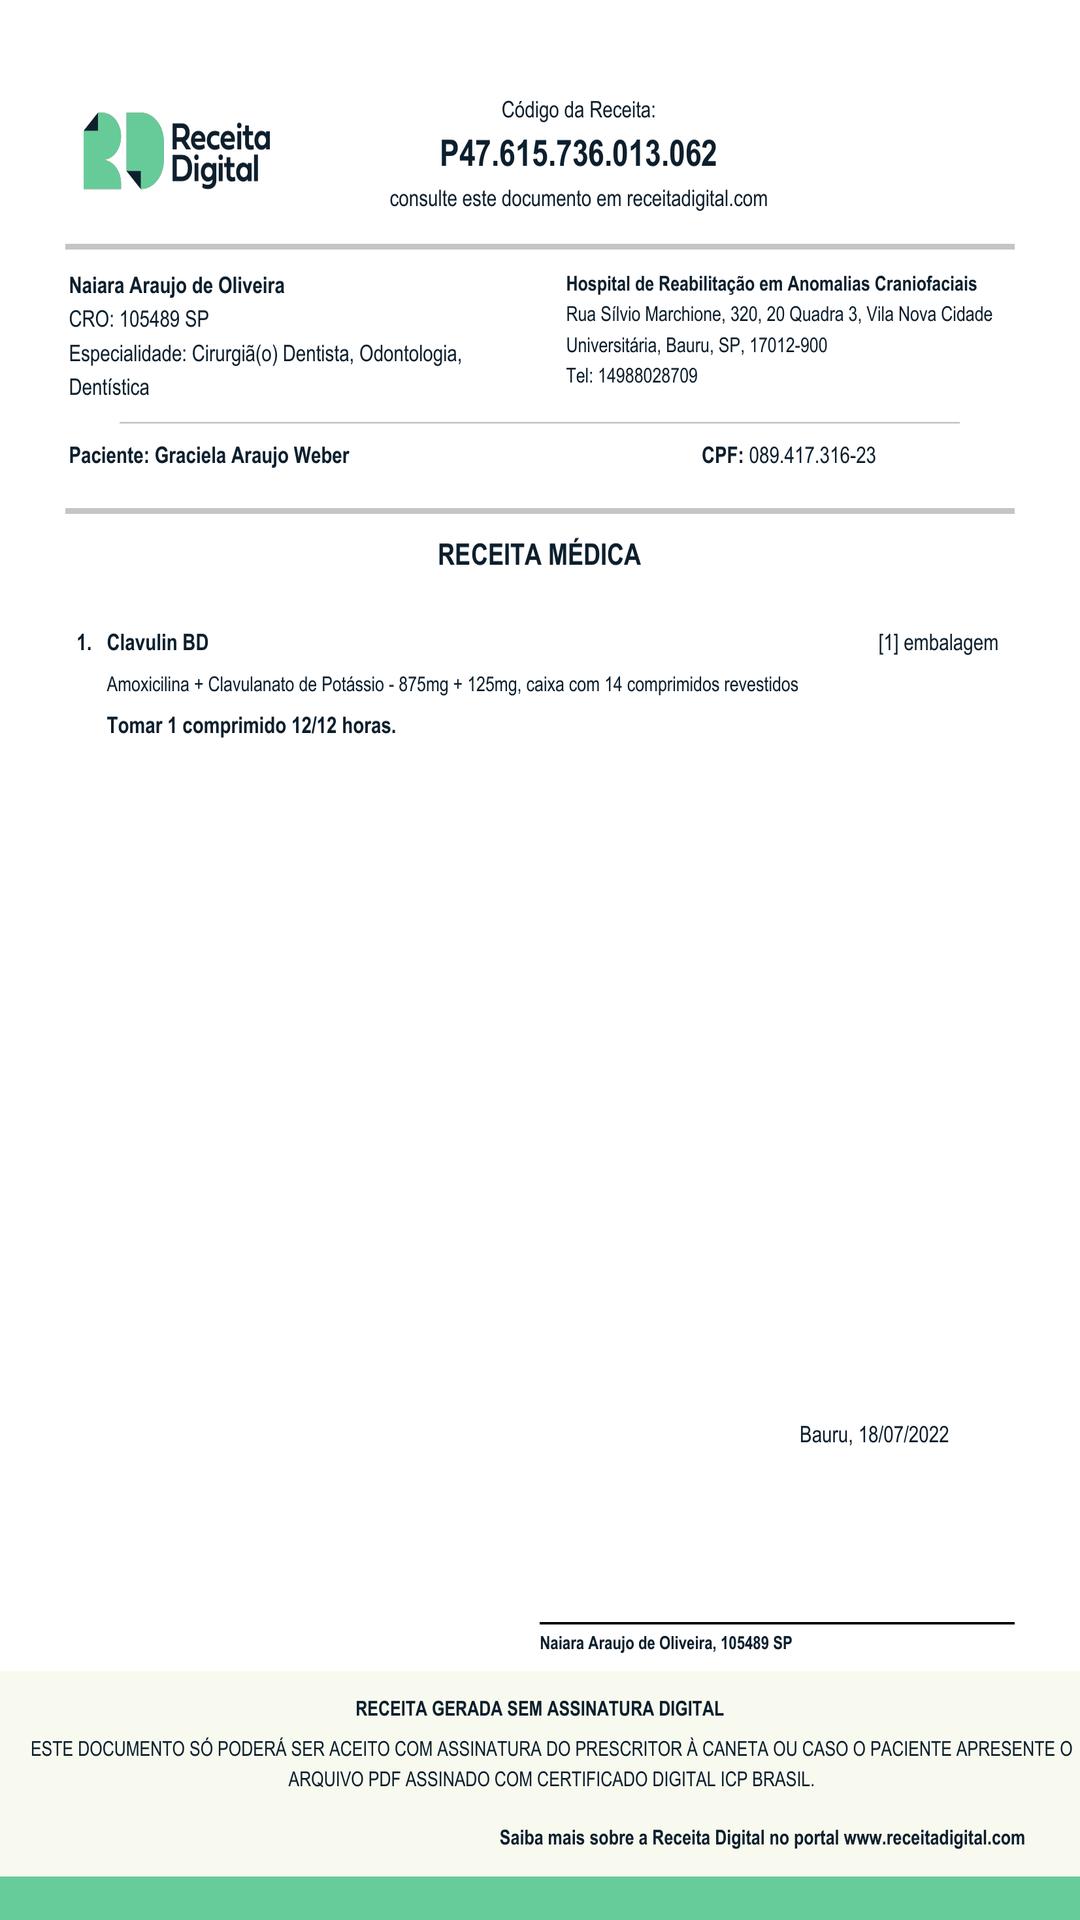 Receita
Digital
Código da Receita:
P47.615.736.013.062
consulte este documento em receitadigital.com
Naiara Araujo de Oliveira
CRO: 105489 SP
Especialidade: Cirurgiã(o) Dentista, Odontologia,
Dentística
Hospital de Reabilitação em Anomalias Craniofaciais
Rua Sílvio Marchione, 320, 20 Quadra 3, Vila Nova Cidade
Universitária, Bauru, SP, 17012-900
Tel: 14988028709
Paciente: Graciela Araujo Weber
CPF: 089.417.316-23
RECEITA MÉDICA
1. Clavulin BD [1] embalagem
Amoxicilina + Clavulanato de Potássio - 875mg + 125mg, caixa com 14 comprimidos revestidos
Tomar 1 comprimido 12/12 horas.
Bauru, 18/07/2022
Naiara Araujo de Oliveira, 105489 SP
RECEITA GERADA SEM ASSINATURA DIGITAL
ESTE DOCUMENTO SÓ PODERÁ SER ACEITO COM ASSINATURA DO PRESCRITOR À CANETA OU CASO O PACIENTE APRESENTE O
ARQUIVO PDF ASSINADO COM CERTIFICADO DIGITAL ICP BRASIL.
Saiba mais sobre a Receita Digital no portal www.receitadigital.com